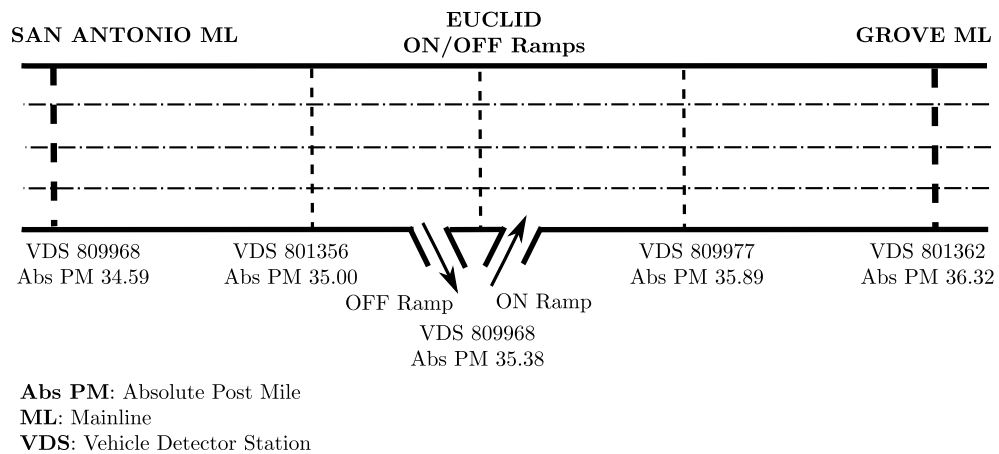 SAN ANTONIO ML
EUCLID
ON/OFF Ramps
GROVE ML
VDS 809968
Abs PM 34.59
VDS 801356
Abs PM 35.00
OFF Ramp
ON Ramp
VDS 809968
Abs PM 35.38
VDS 809977
Abs PM 35.89
VDS 801362
Abs PM 36.32
Abs PM: Absolute Post Mile
ML: Mainline
VDS: Vehicle Detector Station